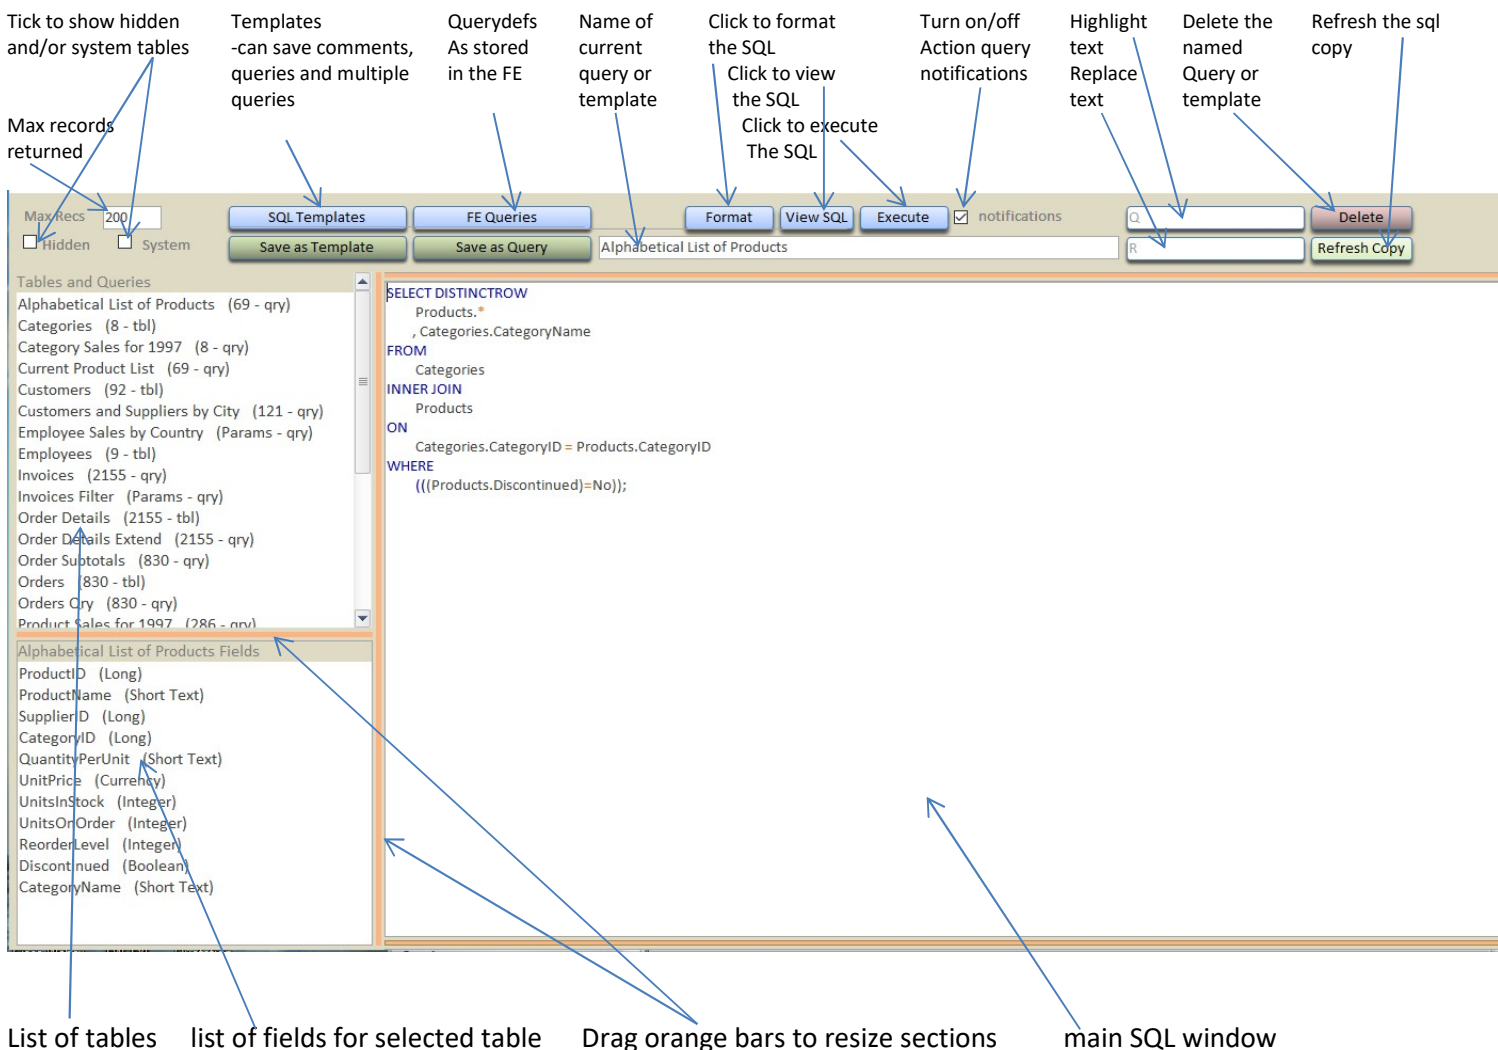 Tick to show hidden
and/or system tables
Max records
returned
Templates
-can save comments,
queries and multiple
queries
Querydefs
As stored
in the FE
Name of
current
query or
template
Click to format
the SQL
Click to view
the SQL
Click to execute
The SQL
Turn on/off
Action query
notifications
Highlight
text
Replace
text
Delete the
named
Query or
template
Refresh the sql
copy
Max Recs 200
Hidden System
SQL Templates
FE Queries
Format
View SQL
Execute
notifications
Q
Delete
Save as Template
Save as Query
Alphabetical List of Products
R
Refresh Copy
Tables and Queries
Alphabetical List of Products (69 - qry)
Categories (8 - tbl)
Category Sales for 1997 (8 - qry)
Current Product List (69 - qry)
Customers (92 - tbl)
Customers and Suppliers by City (121 - qry)
Employee Sales by Country (Params - qry)
Employees (9 - tbl)
Invoices (2155 - qry)
Invoices Filter (Params - qry)
Order Details (2155 - tbl)
Order Details Extend (2155 - qry)
Order Subtotals (830 - qry)
Orders (830 - tbl)
Orders Qry (830 - qry)
Product Sales for 1997 (286 - qry)
Alphabetical List of Products Fields
ProductID (Long)
ProductName (Short Text)
SupplierID (Long)
CategoryID (Long)
QuantityPerUnit (Short Text)
UnitPrice (Currency)
UnitsInStock (Integer)
UnitsOnOrder (Integer)
ReorderLevel (Integer)
Discontinued (Boolean)
CategoryName (Short Text)
SELECT DISTINCTROW
Products.*
, Categories.CategoryName
FROM
Categories
INNER JOIN
Products
ON
Categories.CategoryID = Products.CategoryID
WHERE
(((Products.Discontinued)=No));
List of tables
list of fields for selected table
Drag orange bars to resize sections
main SQL window